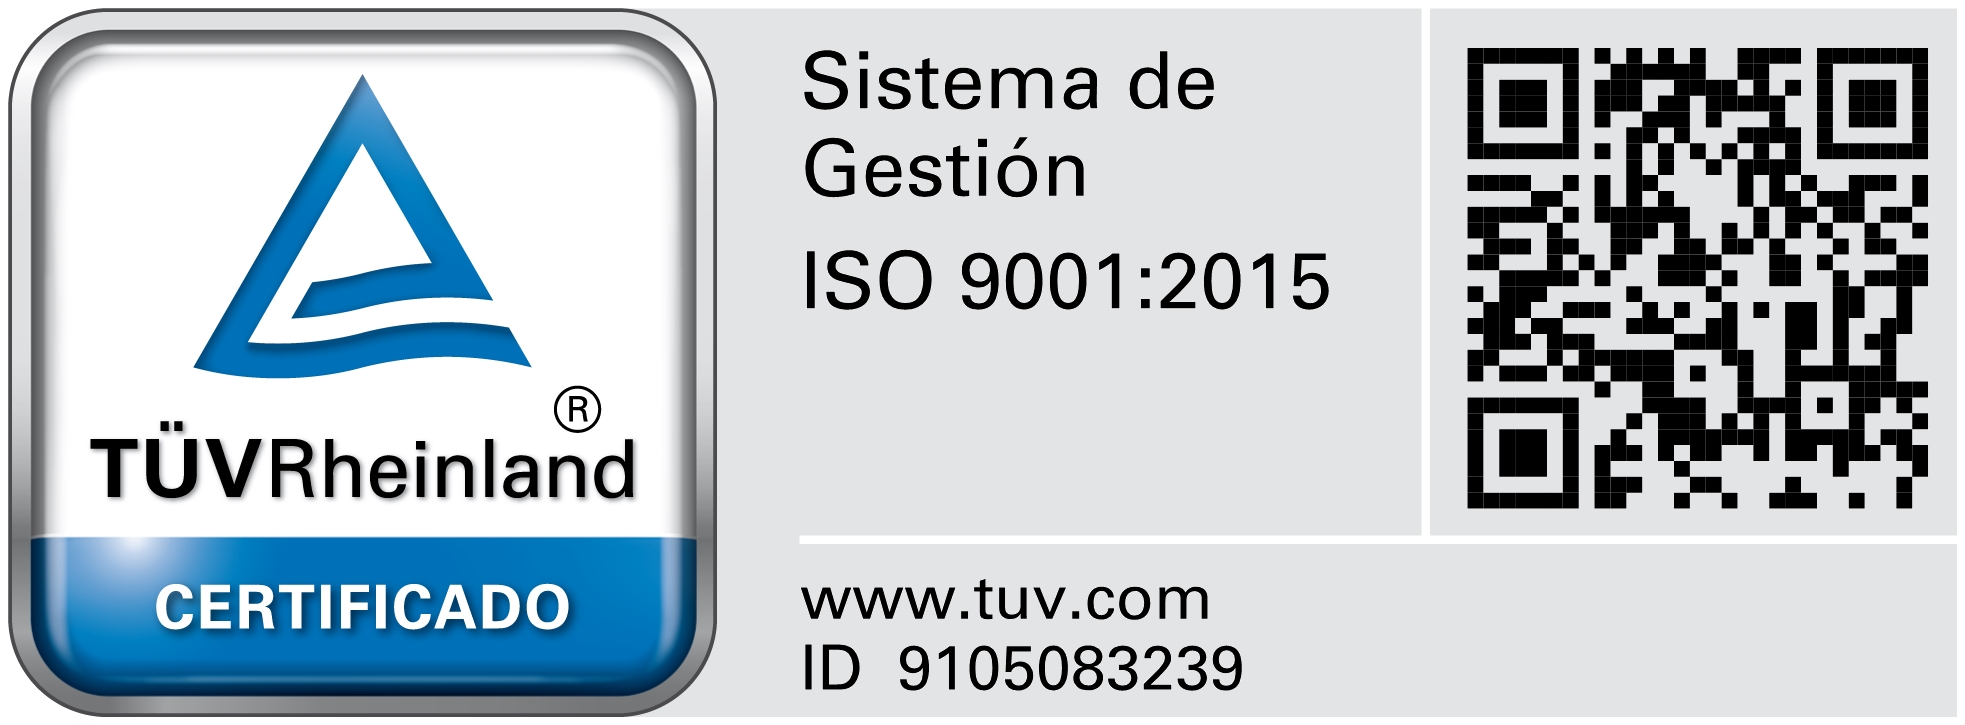 ®
TÜVRheinland
CERTIFICADO
Sistema de
Gestión
ISO 9001:2015
www.tuv.com
ID 9105083239